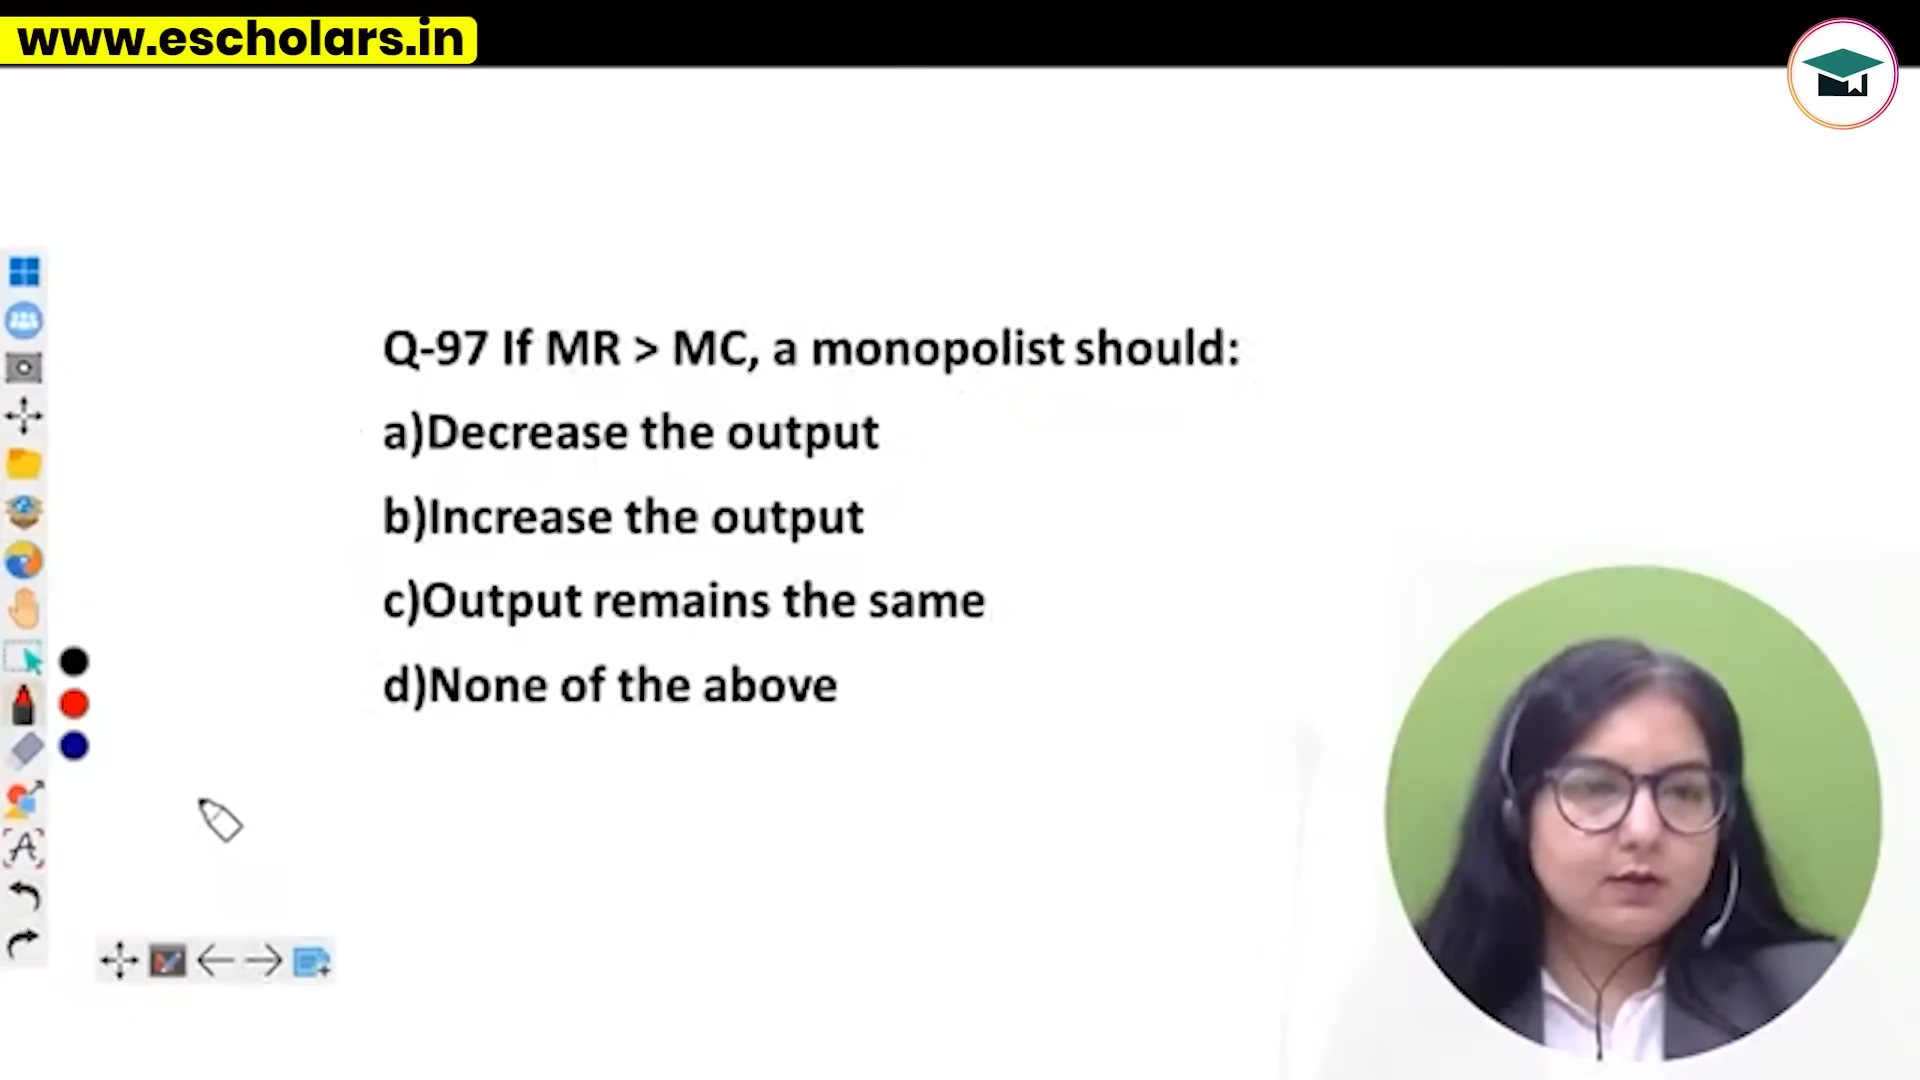 www.escholars.in
Q-97 If MR > MC, a monopolist should:
a)Decrease the output
b)Increase the output
c)Output remains the same
d)None of the above